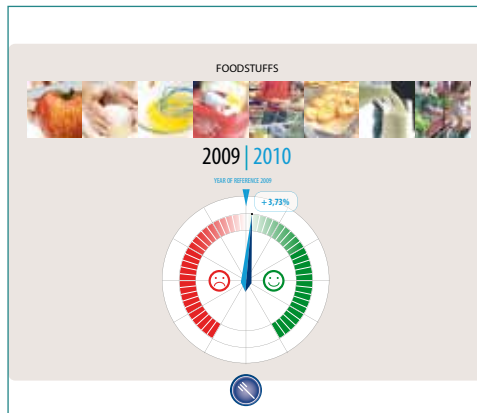 FOODSTUFFS
2009 | 2010
YEAR OF REFERENCE 2009
+ 3,73%